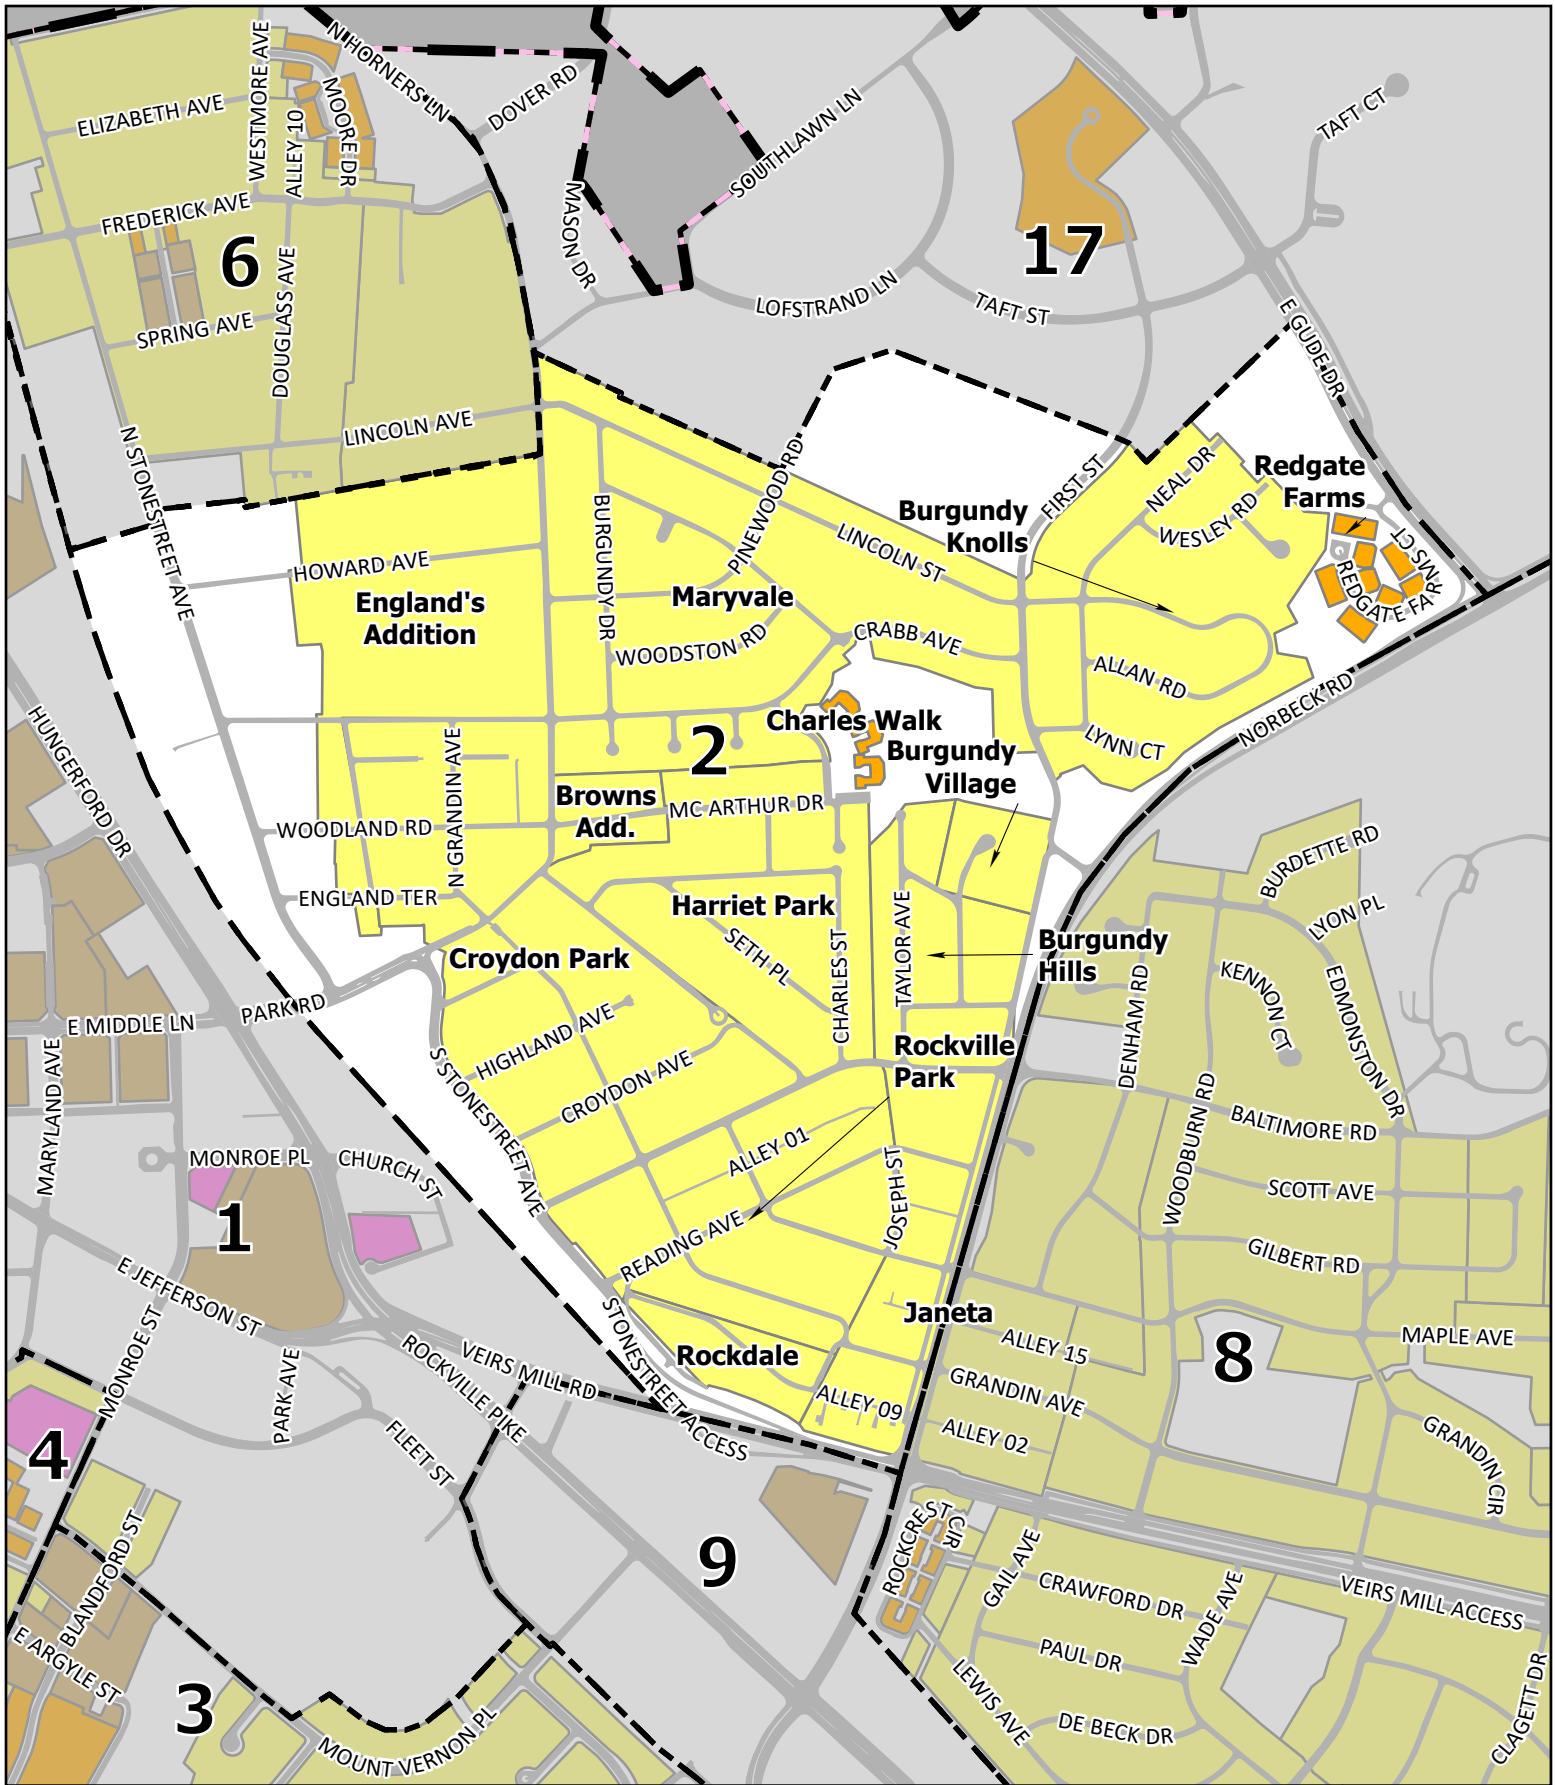 N HORNERS LN
DOVER RD
WESTMORE AVE
ELIZABETH AVE
MOORE DR
ALLEY 10
SOUTHLAWN LN
TAFT CT
FREDERICK AVE
MASON DR
6
17
DOUGLASS AVE
LOFSTRAND LN
TAFT ST
SPRING AVE
E GUDE DR
LINCOLN AVE
N STONESTREET AVE
PINEWOOD RD
FIRST ST
NEAL DR
Redgate
Farms
BURGUNDY DR
Burgundy
Knolls
WESLEY RD
LINCOLN ST
REDGATE FARMS CT
HOWARD AVE
England's
Addition
Maryvale
WOODSTON RD
CRABB AVE
ALLAN RD
NORBECK RD
HUNGERFORD DR
N GRANDIN AVE
2
Charles Walk
LYNN CT
Burgundy
Village
Browns
Add.
MC ARTHUR DR
WOODLAND RD
BURDETTE RD
ENGLAND TER
Harriet Park
TAYLOR AVE
LYON PL
SETH PL
CHARLES ST
Burgundy
Hills
Croydon Park
DENHAM RD
KENNON CT
EDMONSTON DR
PARK RD
E MIDDLE LN
HIGHLAND AVE
Rockville
Park
MARYLAND AVE
S STONESTREET AVE
CROYDON AVE
WOODBURN RD
BALTIMORE RD
ALLEY 01
MONROE PL
CHURCH ST
JOSEPH ST
SCOTT AVE
1
READING AVE
GILBERT RD
E JEFFERSON ST
Janeta
MONROE ST
STONESTREET ACCESS
Rockdale
ALLEY 15
8
MAPLE AVE
ROCKVILLE PIKE
VEIRS MILL RD
PARK AVE
ALLEY 09
GRANDIN AVE
4
FLEET ST
ALLEY 02
GRANDIN CIR
9
ROCKCREST CIR
BLANDFORD ST
GAIL AVE
CRAWFORD DR
WADE AVE
VEIRS MILL ACCESS
E ARGYLE ST
PAUL DR
3
LEWIS AVE
CLAGETT DR
MOUNT VERNON PL
DE BECK DR